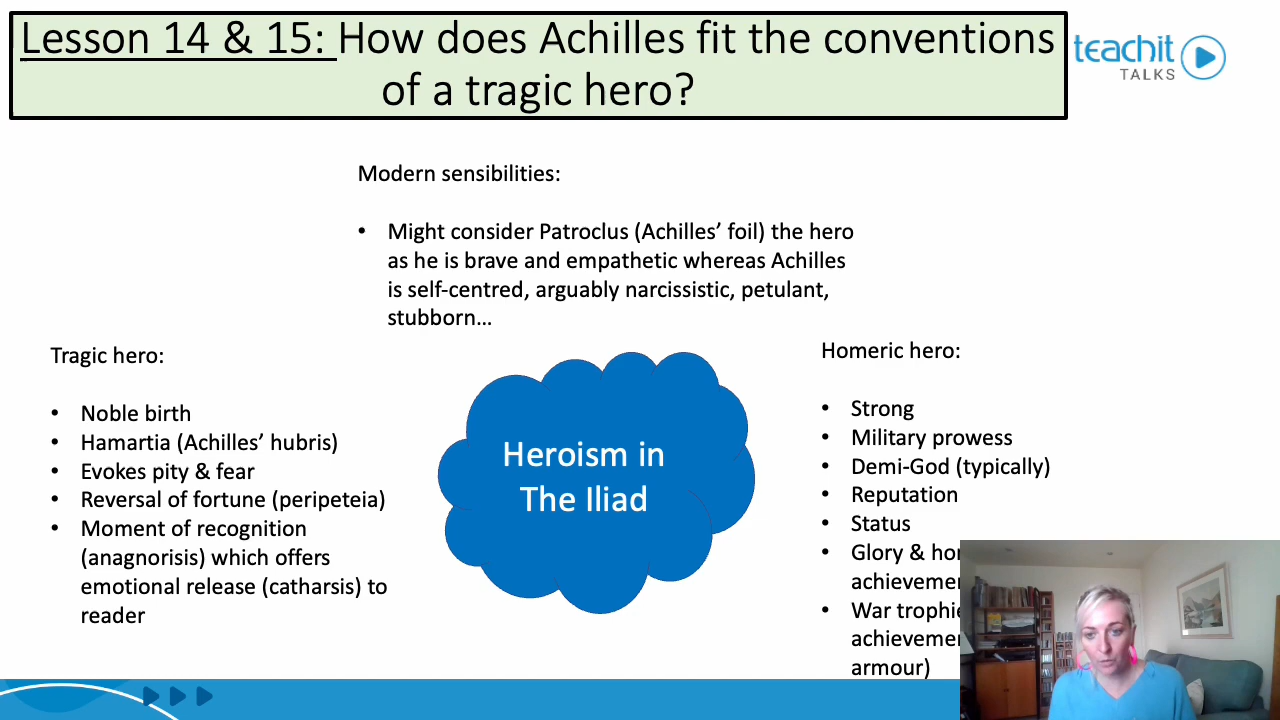 Lesson 14 & 15: How does Achilles fit the conventions
of a tragic hero?
teachit
TALKS
Modern sensibilities:
• Might consider Patroclus (Achilles’ foil) the hero
as he is brave and empathetic whereas Achilles
is self-centred, arguably narcissistic, petulant,
stubborn…
Tragic hero:
• Noble birth
• Hamartia (Achilles’ hubris)
• Evokes pity & fear
• Reversal of fortune (peripeteia)
• Moment of recognition
(anagnorisis) which offers
emotional release (catharsis) to
reader
Heroism in
The Iliad
Homeric hero:
• Strong
• Military prowess
• Demi-God (typically)
• Reputation
• Status
• Glory &
• War
armour)